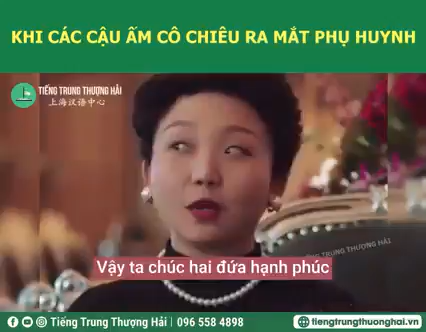 KHI CÁC CẬU ẤM CÔ CHIÊU RA MẮT PHỤ HUYNH
TIẾNG TRUNG THƯỢNG HẢI
上海汉语中心
TRUNG THƯỢNG HẢI
Vậy ta chúc hai đứa hạnh phúc
Tiếng Trung Thượng Hải | 096 558 4898
tiengtrungthuonghai.vn